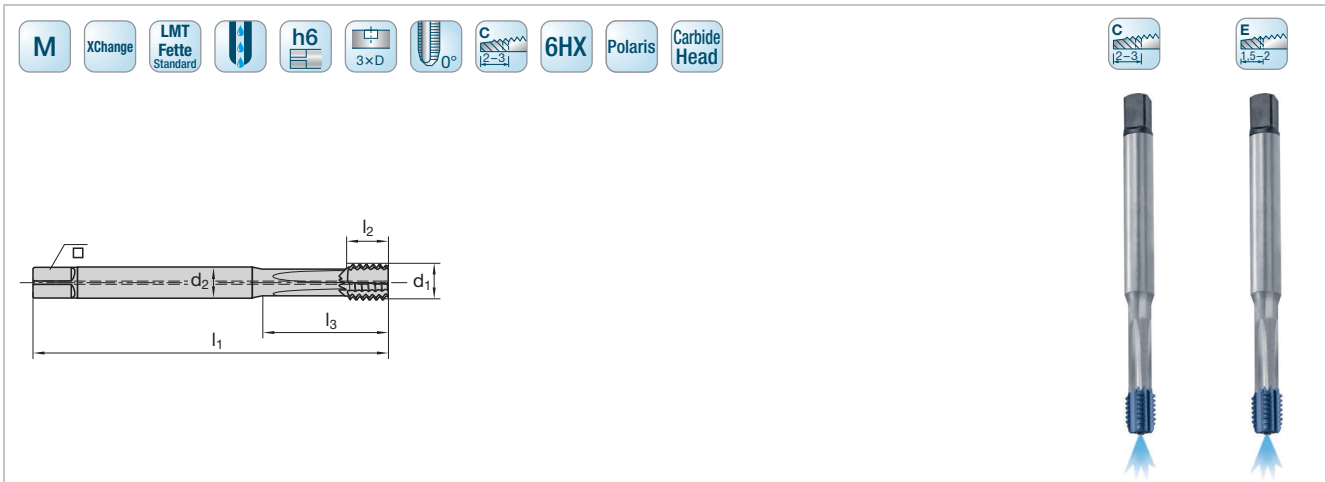 M
XChange
LMT
Fette
Standard
h6
3×D
0°
C
2–3
6HX
Polaris
Carbide
Head
C
2–3
E
1,5–2
l2
d2
d1
l3
l1